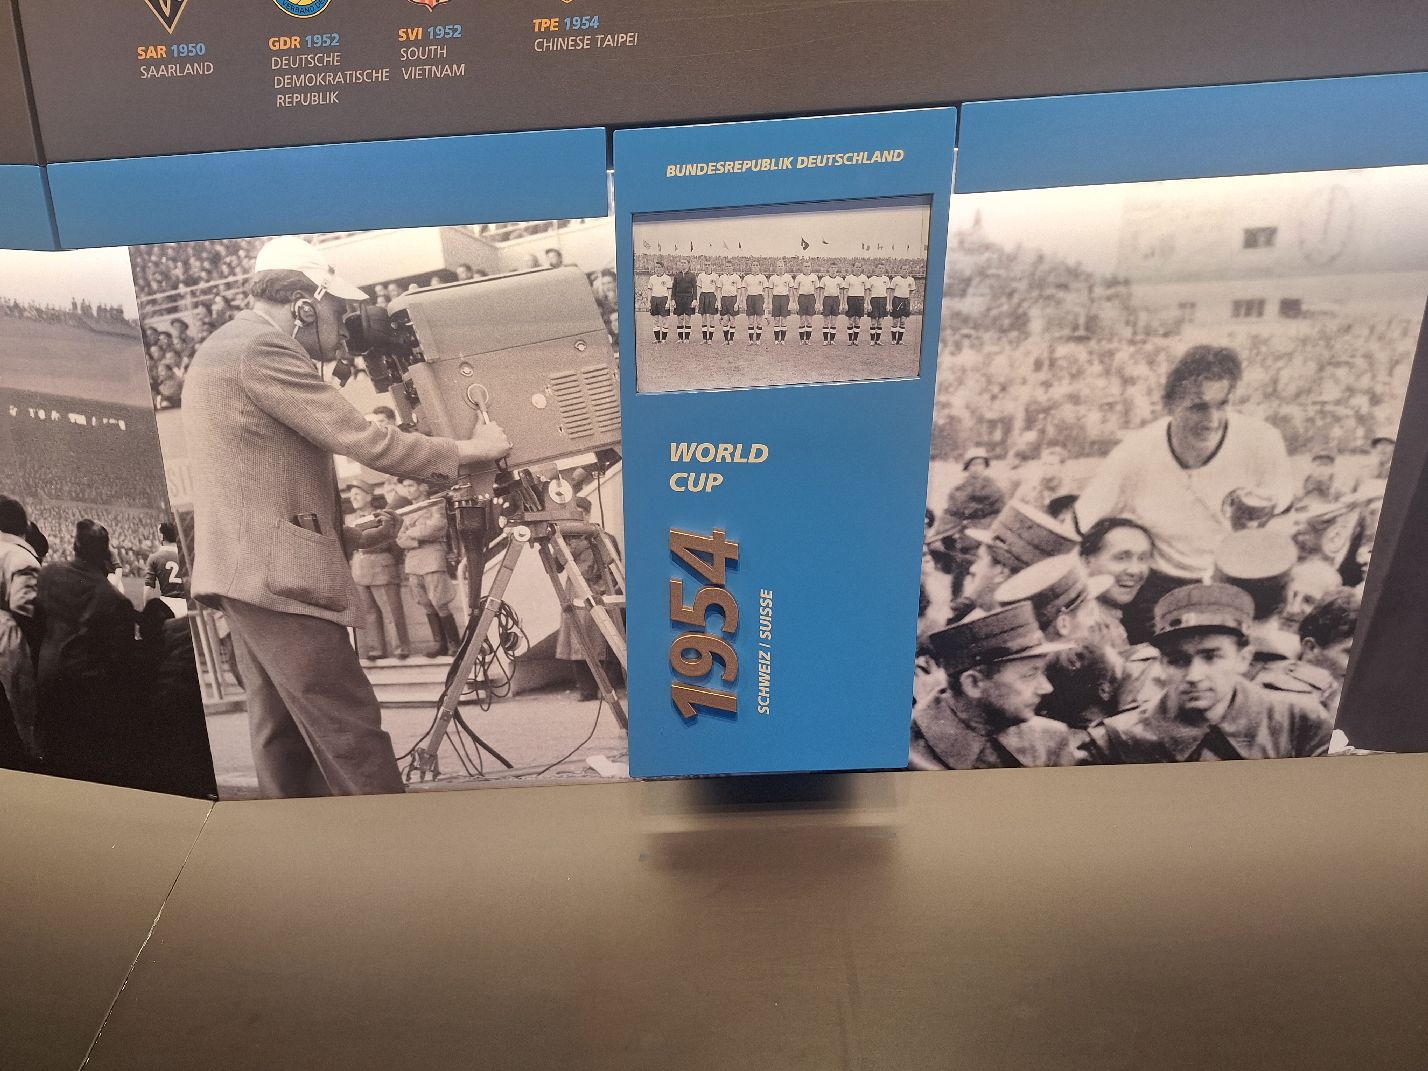 SAR 1950
SAARLAND
GDR 1952
DEUTSCHE
DEMOKRATISCHE
REPUBLIK
SVI 1952
SOUTH
VIETNAM
TPE 1954
CHINESE TAIPEI
BUNDESREPUBLIK DEUTSCHLAND
WORLD
CUP
1954
SCHWEIZ | SUISSE
2